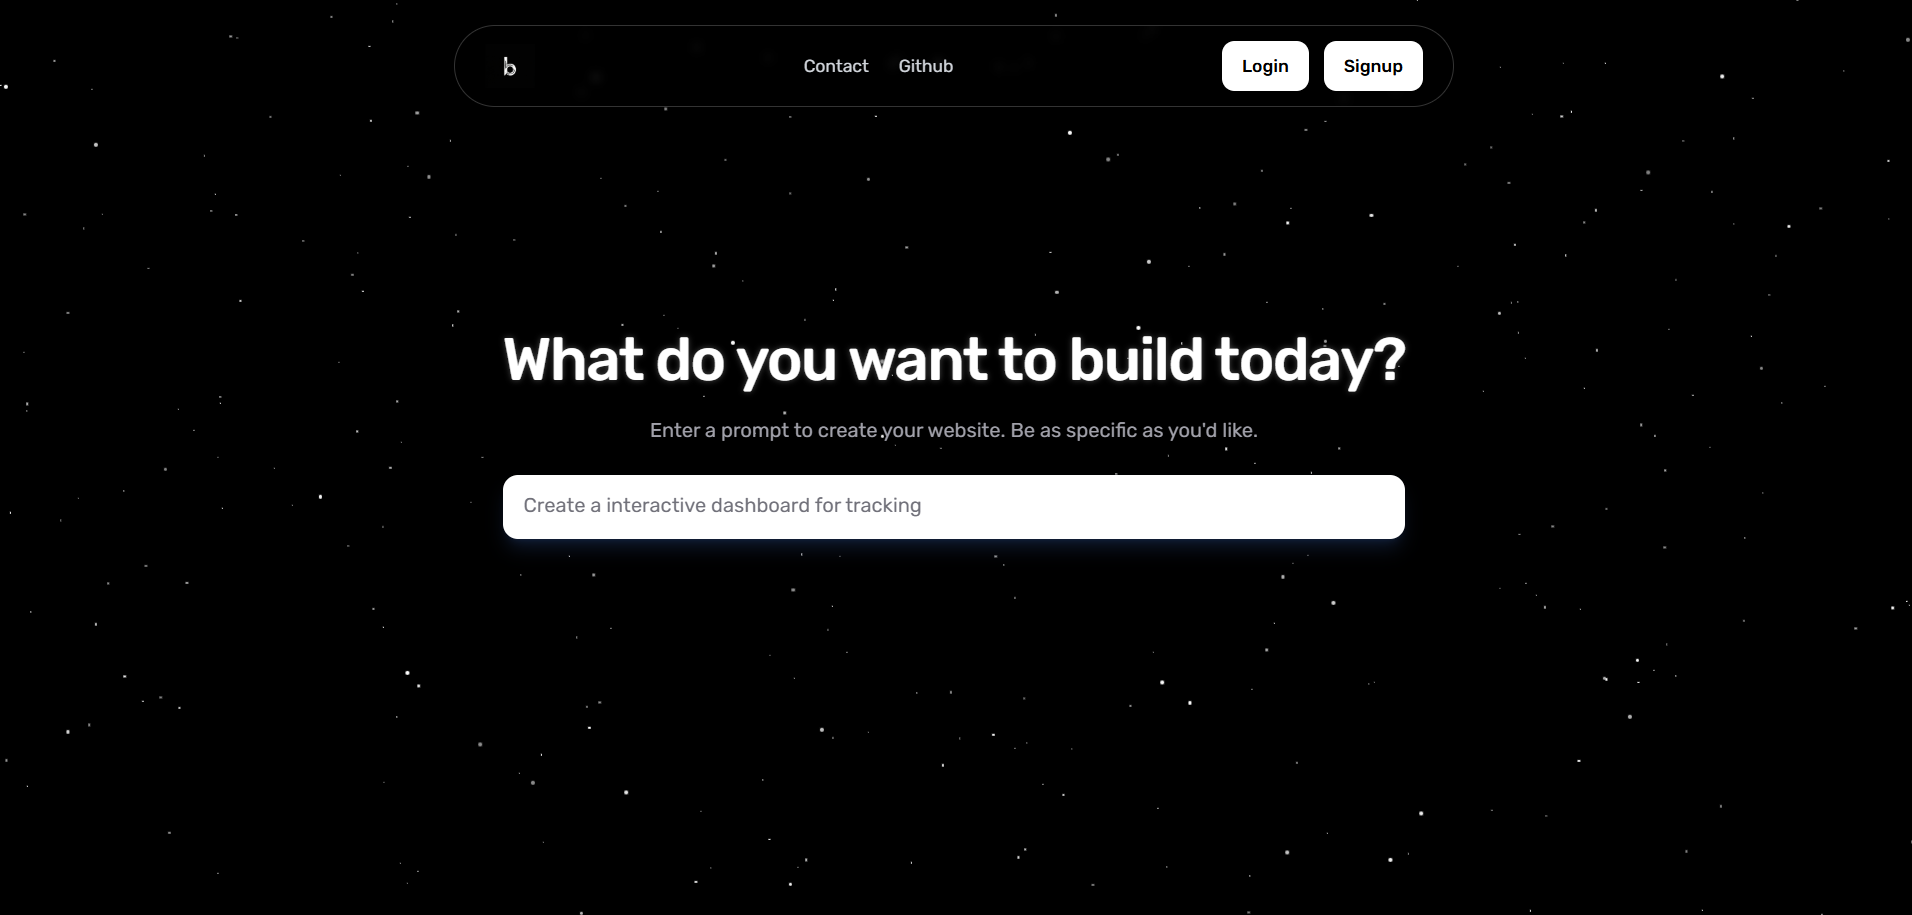 b
Contact Github
Login Signup
What do you want to build today?
Enter a prompt to create your website. Be as specific as you'd like.
Create a interactive dashboard for tracking